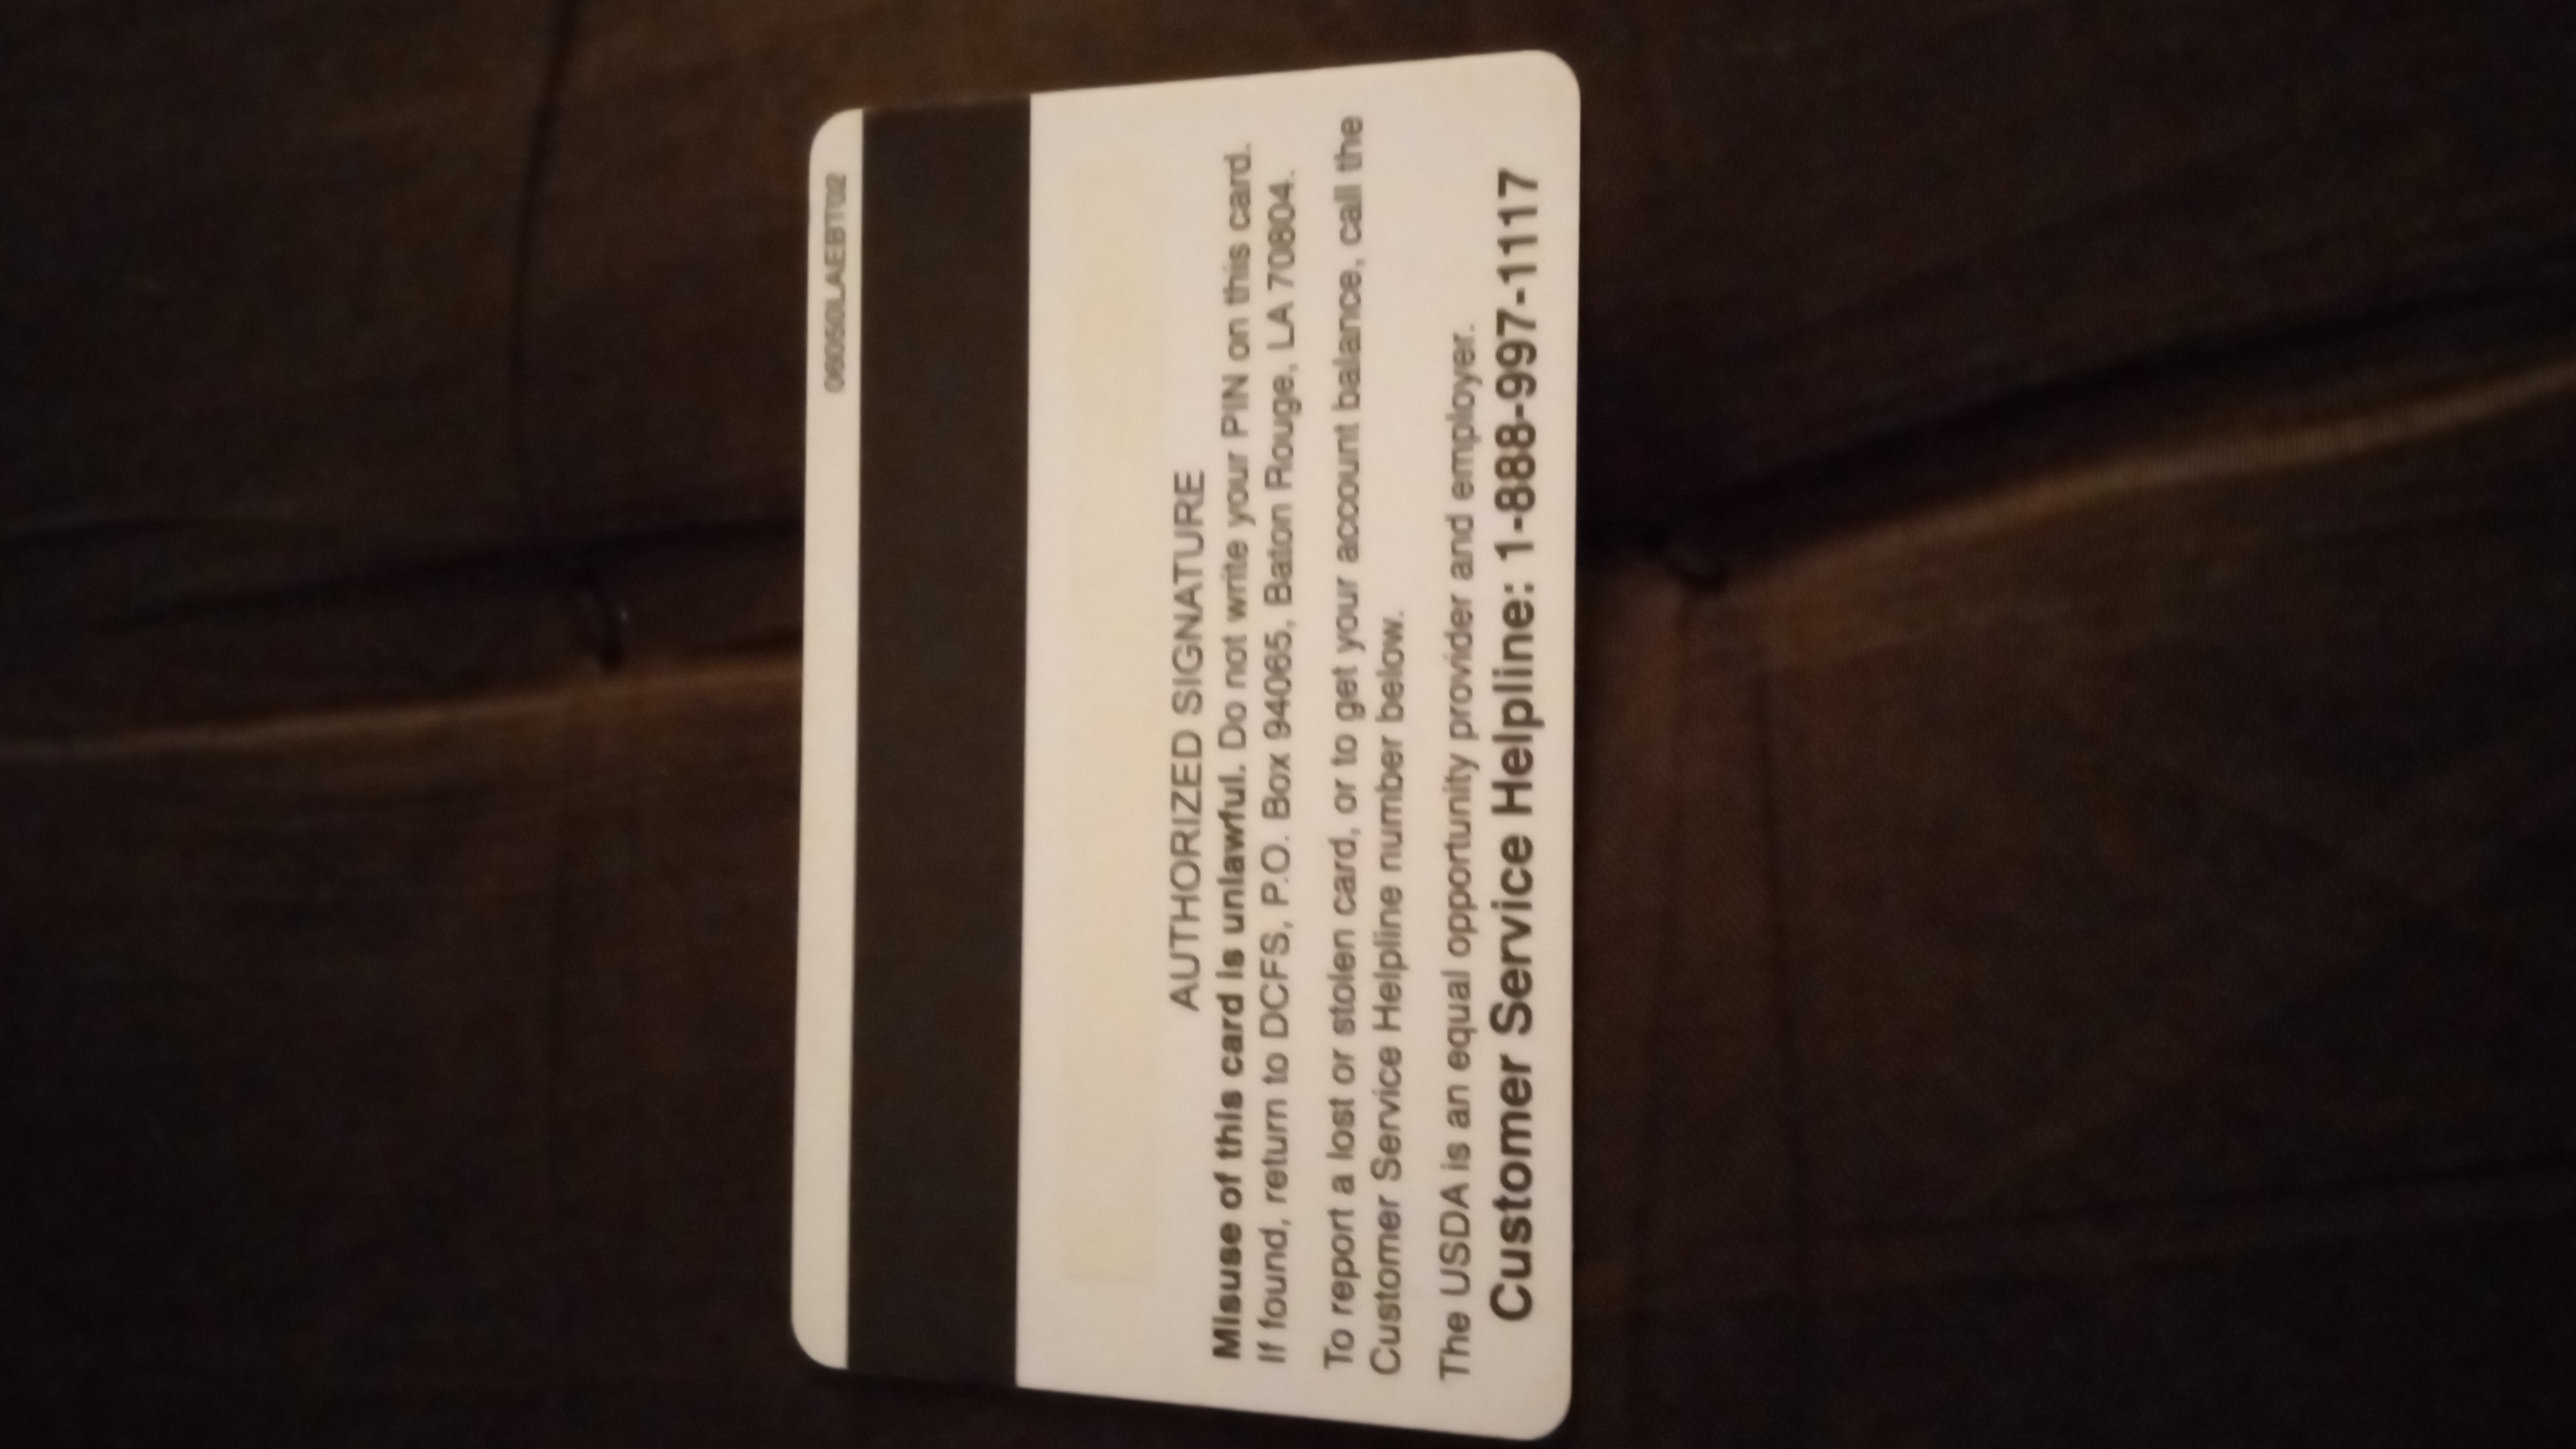 06050LAEBT02
AUTHORIZED SIGNATURE
Misuse of this card is unlawful. Do not write your PIN on this card.
If found, return to DCFS, P.O. Box 94065, Baton Rouge, LA 70804.
To report a lost or stolen card, or to get your account balance, call the
Customer Service Helpline number below.
The USDA is an equal opportunity provider and employer.
Customer Service Helpline: 1-888-997-1117